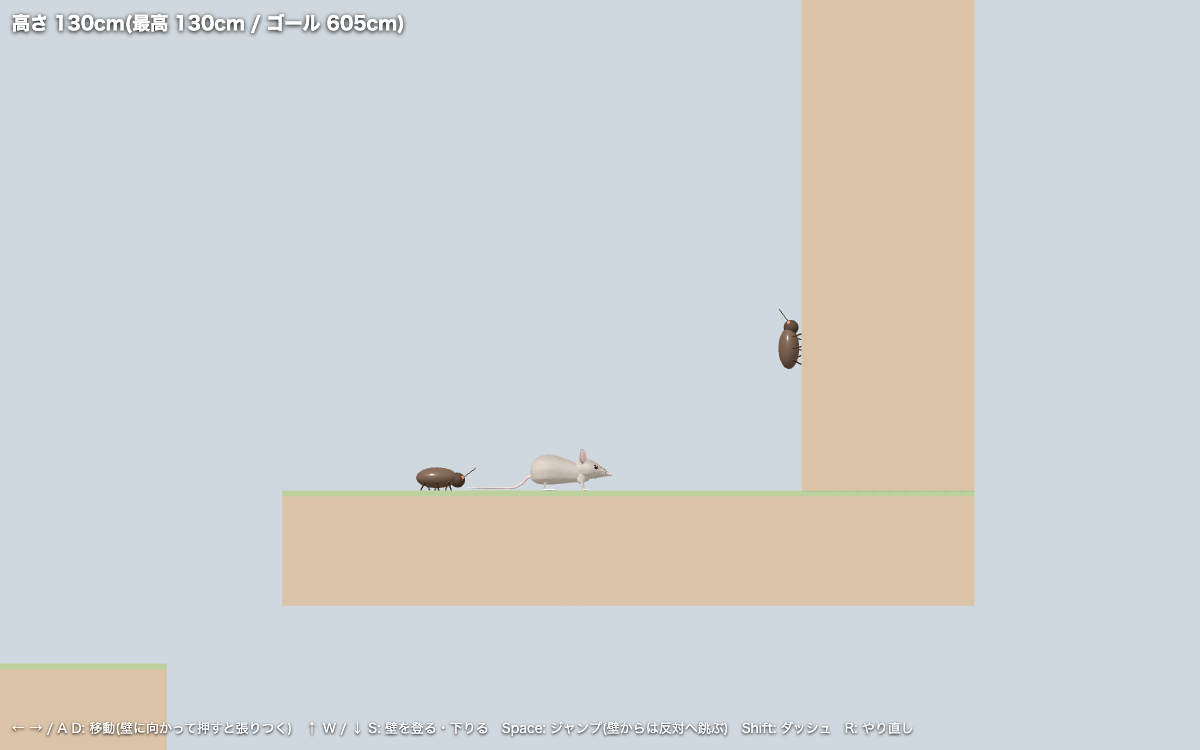 高さ 130cm(最高 130cm / ゴール 605cm)
← → / A D: 移動(壁に向かって押すと張りつく)　↑ W / ↓ S: 壁を登る・下りる　Space: ジャンプ(壁からは反対へ跳ぶ)　Shift: ダッシュ　R: やり直し